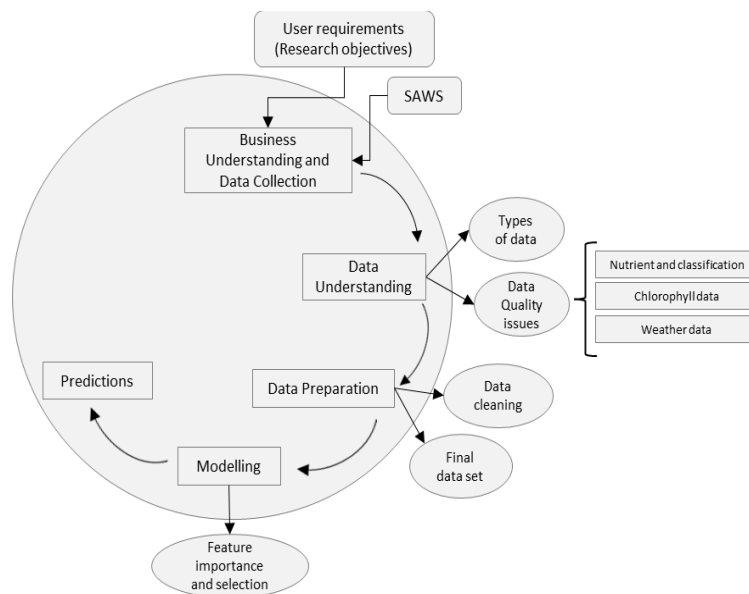 User requirements
(Research objectives)
SAWS
Business
Understanding and
Data Collection
Types
of data
Data
Understanding
Data
Quality
issues
Nutrient and classification
Chlorophyll data
Weather data
Predictions
Data Preparation
Data
cleaning
Modelling
Final
data set
Feature
importance
and selection